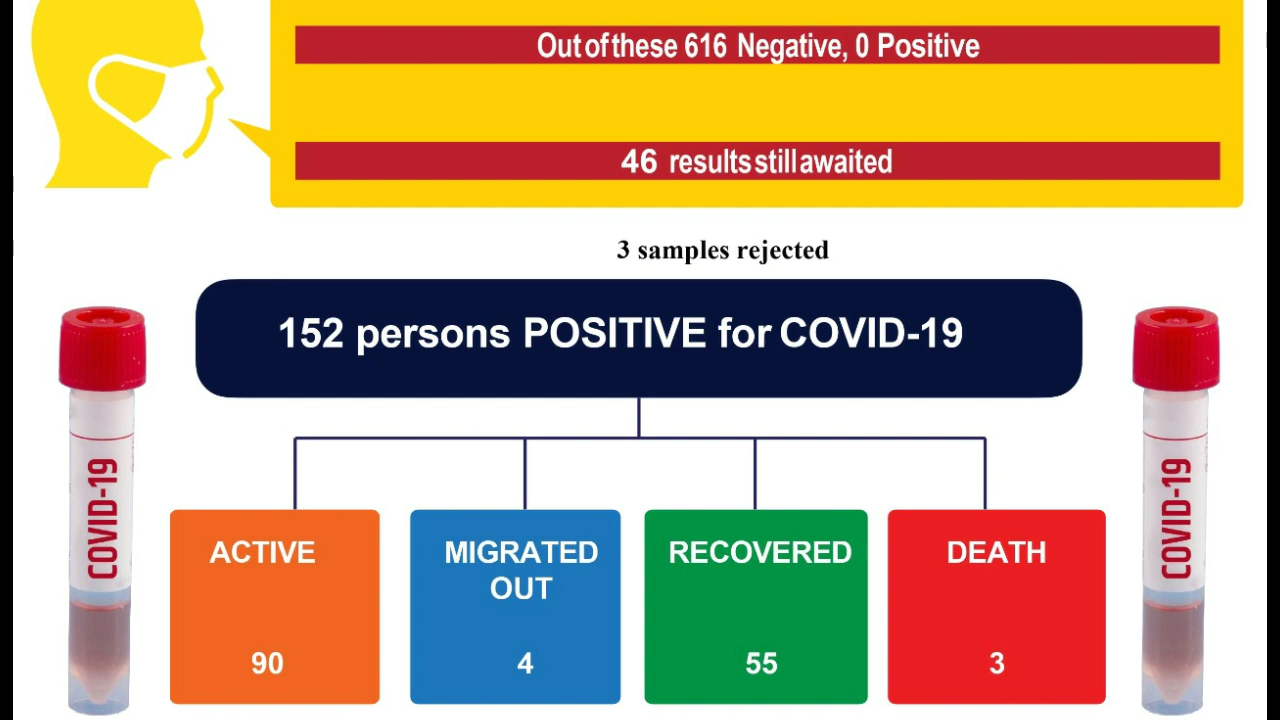 Out of these 616 Negative, 0 Positive
46 results still awaited
3 samples rejected
152 persons POSITIVE for COVID-19
COVID-19
COVID-19
ACTIVE
MIGRATED
OUT
RECOVERED
DEATH
90
4
55
3